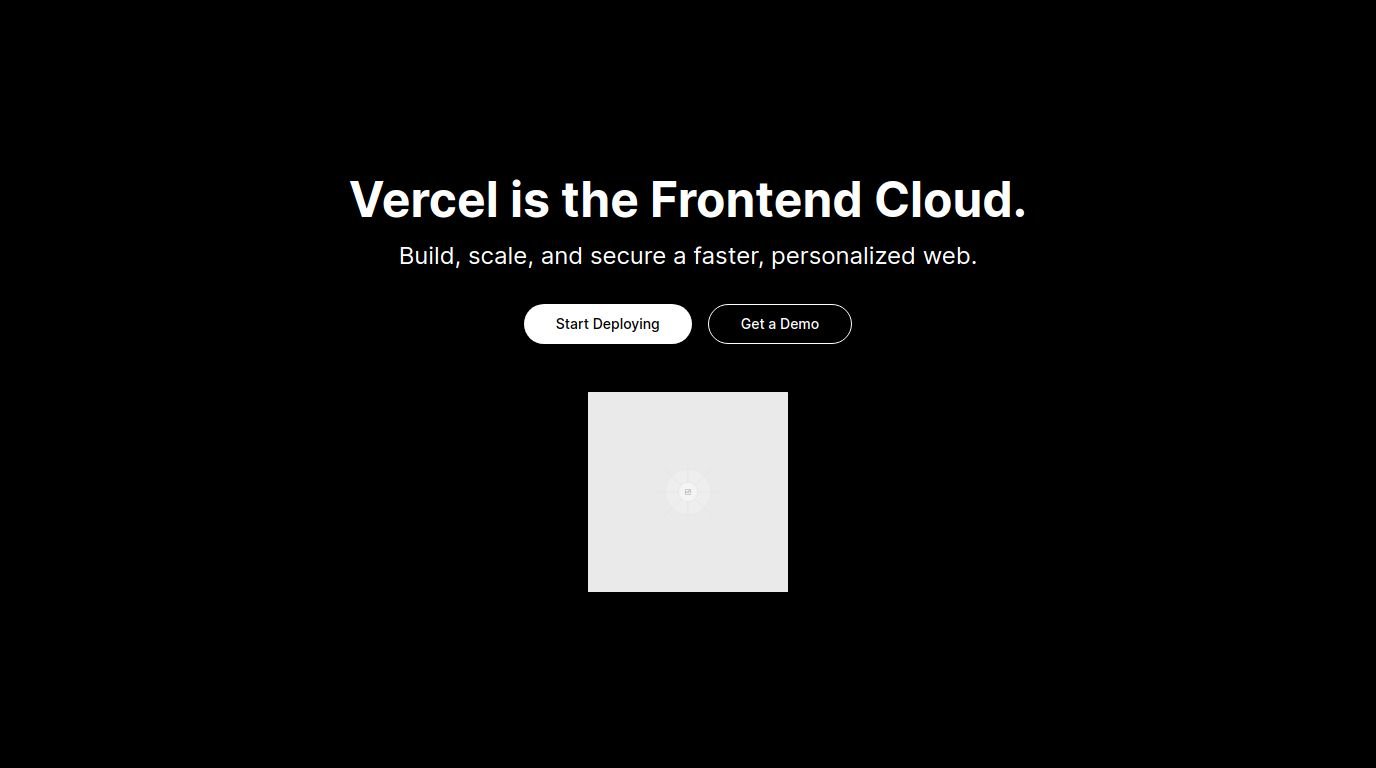 Vercel is the Frontend Cloud.
Build, scale, and secure a faster, personalized web.
Start Deploying
Get a Demo